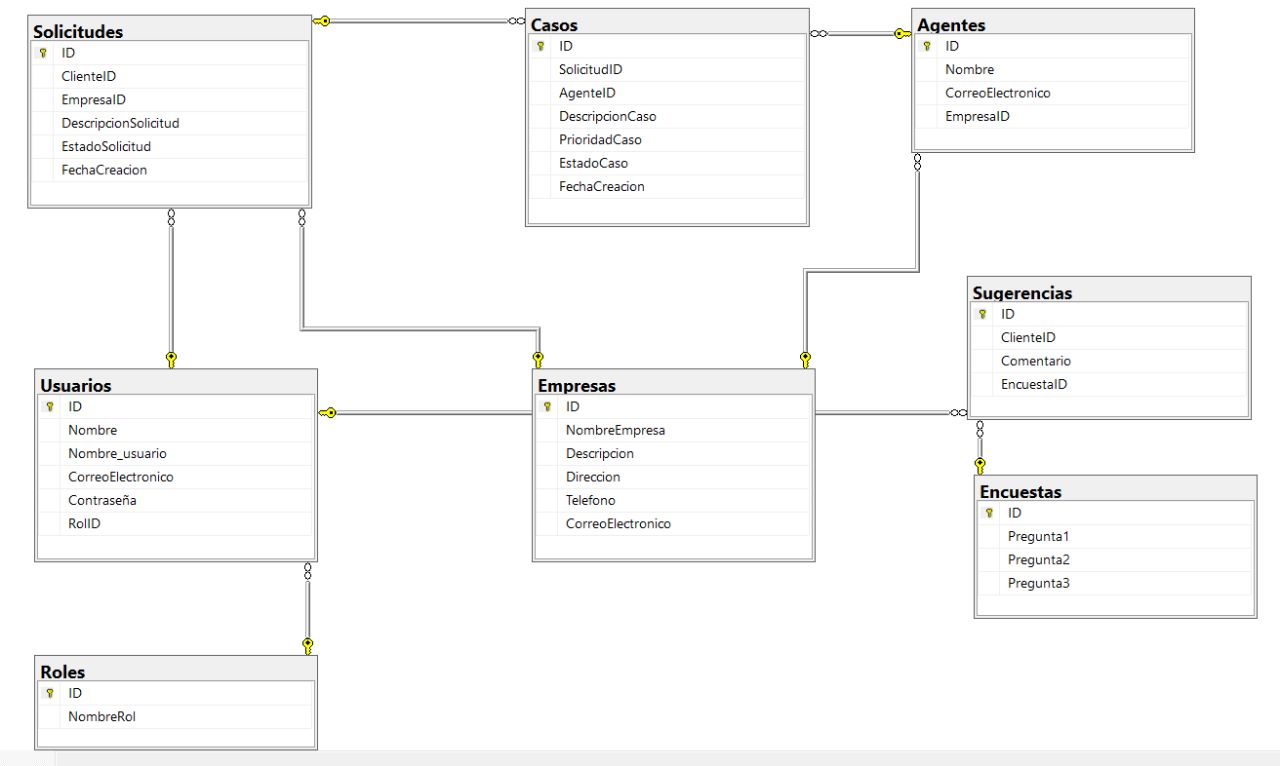 Solicitudes
ID
ClienteID
EmpresaID
DescripcionSolicitud
EstadoSolicitud
FechaCreacion
Casos
ID
SolicitudID
AgenteID
DescripcionCaso
PrioridadCaso
EstadoCaso
FechaCreacion
Agentes
ID
Nombre
CorreoElectronico
EmpresaID
Sugerencias
ID
ClienteID
Comentario
EncuestaID
Usuarios
ID
Nombre
Nombre_usuario
CorreoElectronico
Contraseña
RolID
Empresas
ID
NombreEmpresa
Descripcion
Direccion
Telefono
CorreoElectronico
Encuestas
ID
Pregunta1
Pregunta2
Pregunta3
Roles
ID
NombreRol